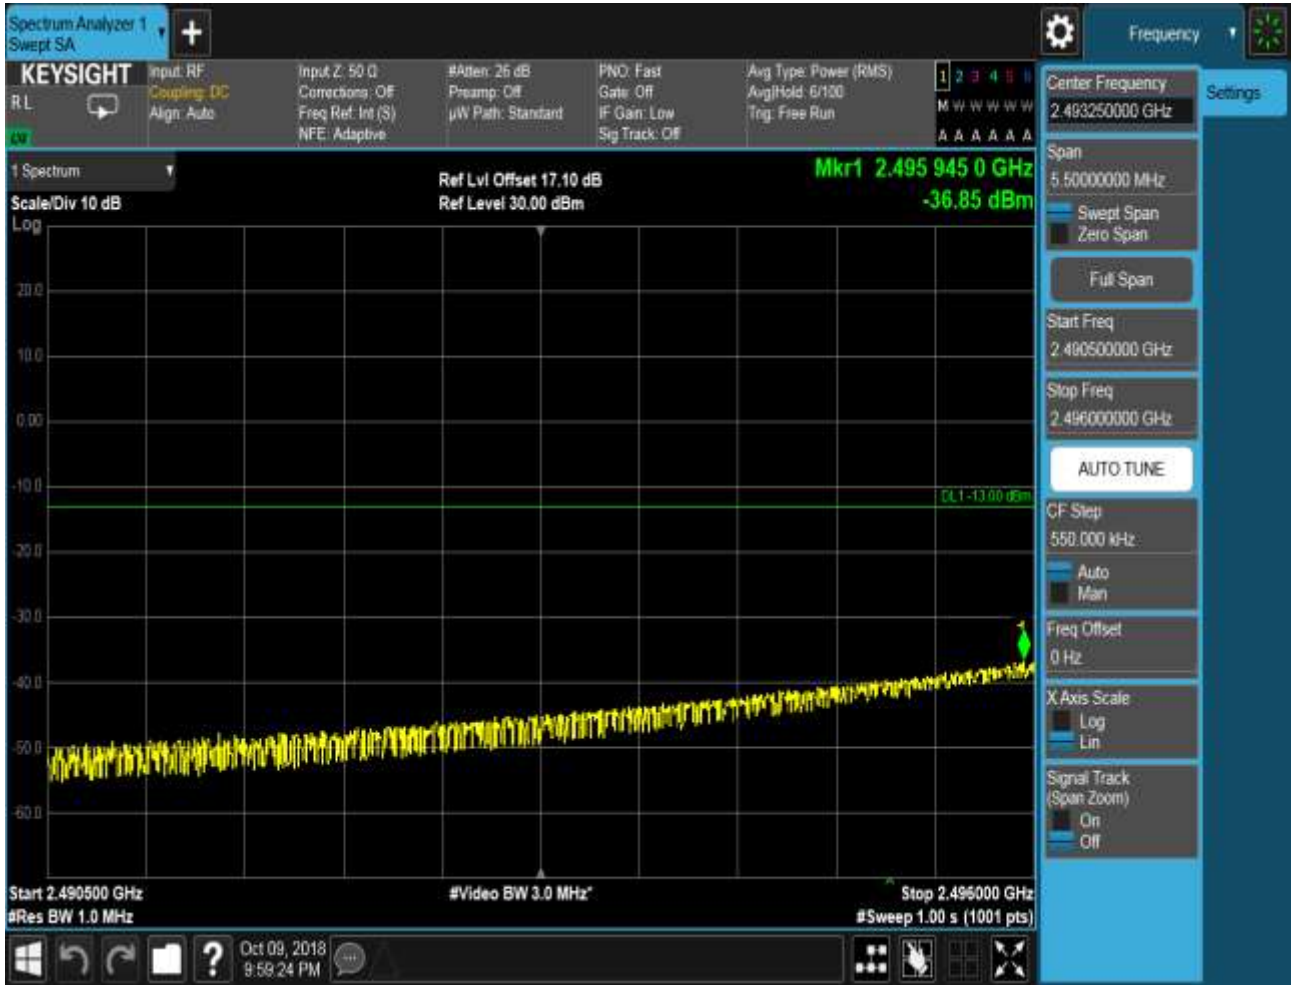 Spectrum Analyzer 1
Swept SA
Frequency
KEYSIGHT
R L
Input: RF
Coupling: DC
Align: Auto
Input Z: 50 Ω
Corrections: Off
Freq Ref: Int (S)
NFE: Adaptive
#Atten: 26 dB
Preamp: Off
µW Path: Standard
PNO: Fast
Gate: Off
IF Gain: Low
Sig Track: Off
Avg Type: Power (RMS)
Avg|Hold: 6/100
Trig: Free Run
1 2 3 4 5 6
M W W W W W
A A A A A A
1 Spectrum
Scale/Div 10 dB
Log
Ref Lvl Offset 17.10 dB
Ref Level 30.00 dBm
Mkr1 2.495 945 0 GHz
-36.85 dBm
20.0
10.0
0.00
-10.0
-20.0
-30.0
-40.0
-50.0
-60.0
DL1 -13.00 dBm
1
Start 2.490500 GHz
#Res BW 1.0 MHz
#Video BW 3.0 MHz*
Stop 2.496000 GHz
#Sweep 1.00 s (1001 pts)
Center Frequency
2.493250000 GHz
Settings
Span
5.50000000 MHz
Swept Span
Zero Span
Full Span
Start Freq
2.490500000 GHz
Stop Freq
2.496000000 GHz
AUTO TUNE
CF Step
550.000 kHz
Auto
Man
Freq Offset
0 Hz
X Axis Scale
Log
Lin
Signal Track
(Span Zoom)
On
Off
?
Oct 09, 2018
9:59:24 PM